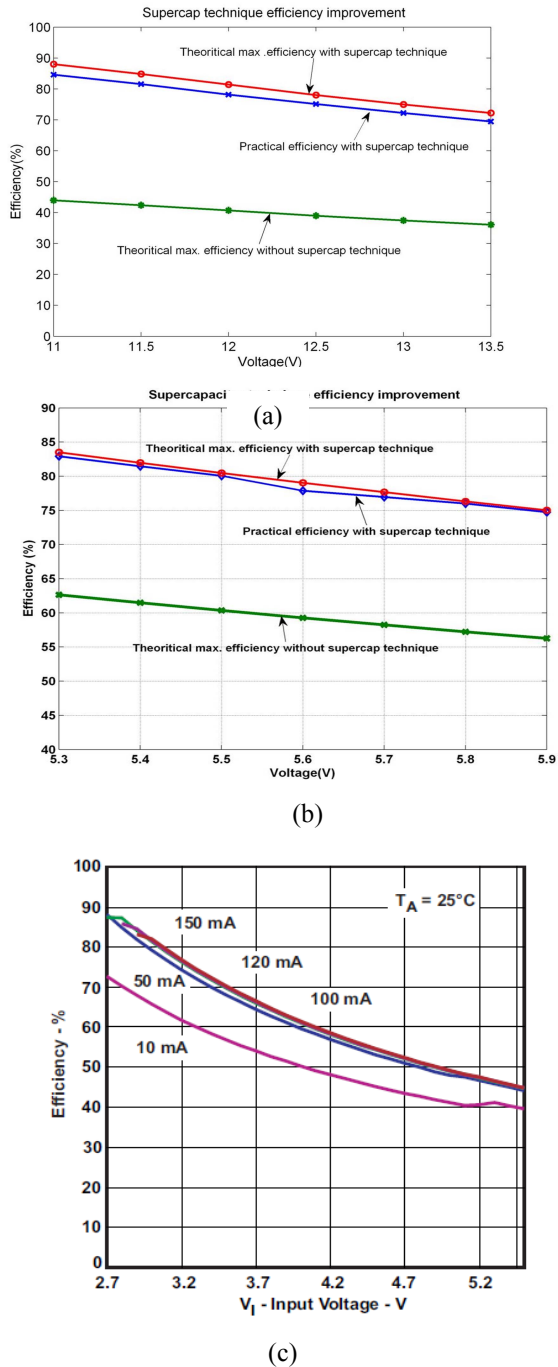 Supercap technique efficiency improvement
100
90
80
70
60
50
40
30
20
10
0
Efficiency(%)
Theoritical max .efficiency with supercap technique
Practical efficiency with supercap technique
Theoritical max. efficiency without supercap technique
11
11.5
12
12.5
13
13.5
Voltage(V)
(a)
Supercapaci efficiency improvement
90
85
80
75
70
65
60
55
50
45
40
Efficiency (%)
Theoritical max. efficiency with supercap technique
Practical efficiency with supercap technique
Theoritical max. efficiency without supercap technique
5.3
5.4
5.5
5.6
5.7
5.8
5.9
Voltage(V)
(b)
100
90
80
70
60
50
40
30
20
10
0
Efficiency - %
TA = 25°C
150 mA
120 mA
50 mA
100 mA
10 mA
2.7
3.2
3.7
4.2
4.7
5.2
VI - Input Voltage - V
(c)